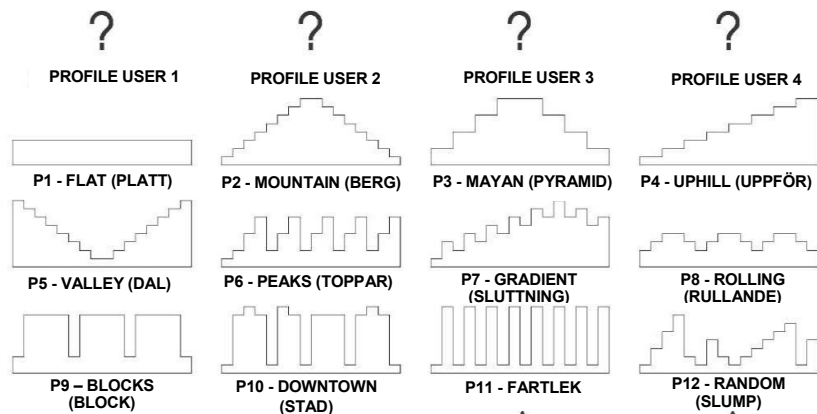 ? ? ? ?
PROFILE USER 1 PROFILE USER 2 PROFILE USER 3 PROFILE USER 4
P1 - FLAT (PLATT) P2 - MOUNTAIN (BERG) P3 - MAYAN (PYRAMID) P4 - UPHILL (UPPFÖR)
P5 - VALLEY (DAL) P6 - PEAKS (TOPPAR) P7 - GRADIENT P8 - ROLLING
(SLUTTNING) (RULLANDE)
P9 – BLOCKS P10 - DOWNTOWN P11 - FARTLEK P12 - RANDOM
(BLOCK) (STAD) (SLUMP)